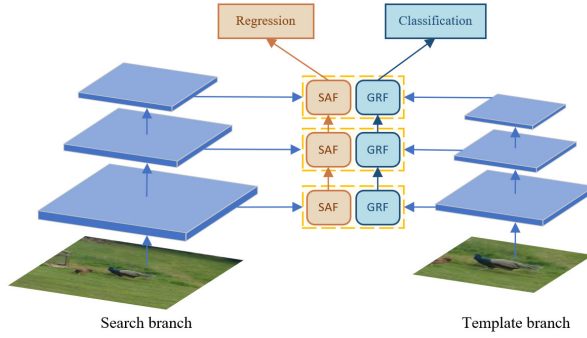 Regression
Classification
SAF
GRF
SAF
GRF
SAF
GRF
Search branch
Template branch